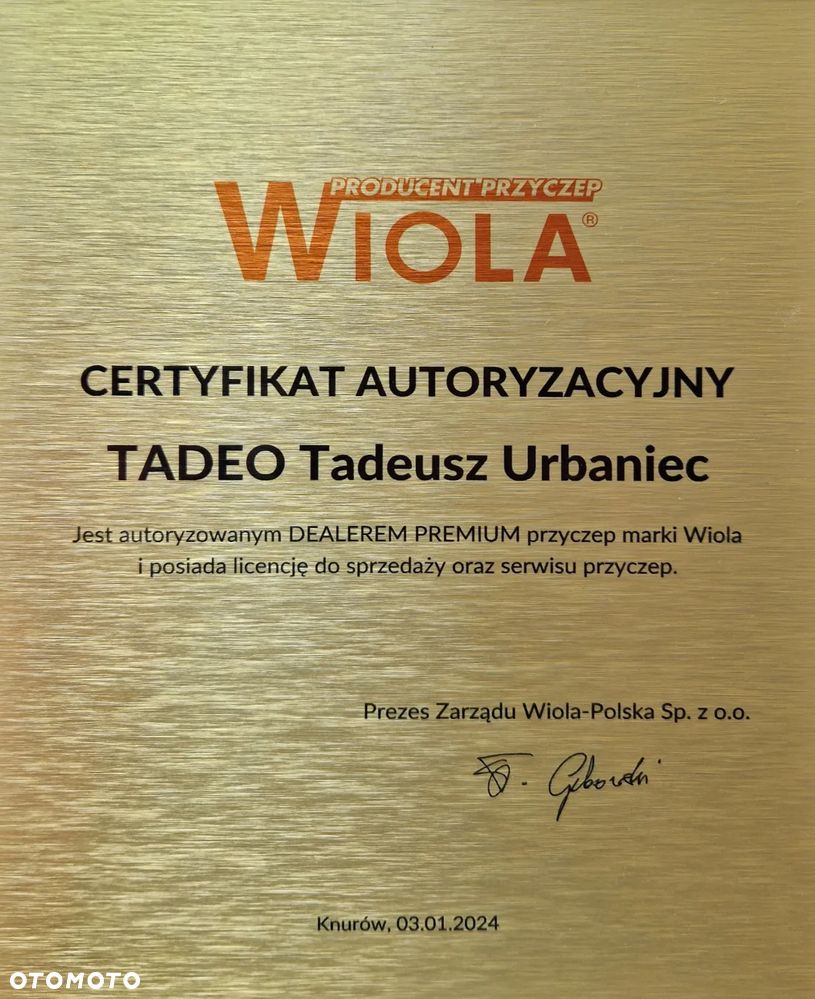 PRODUCENT PRZYCZEP
WIOLA®
CERTYFIKAT AUTORYZACYJNY
TADEO Tadeusz Urbaniec
Jest autoryzowanym DEALEREM PREMIUM przyczep marki Wiola
i posiada licencję do sprzedaży oraz serwisu przyczep.
Prezes Zarządu Wiola-Polska Sp. z o.o.
Knurów, 03.01.2024
OTOMOTO